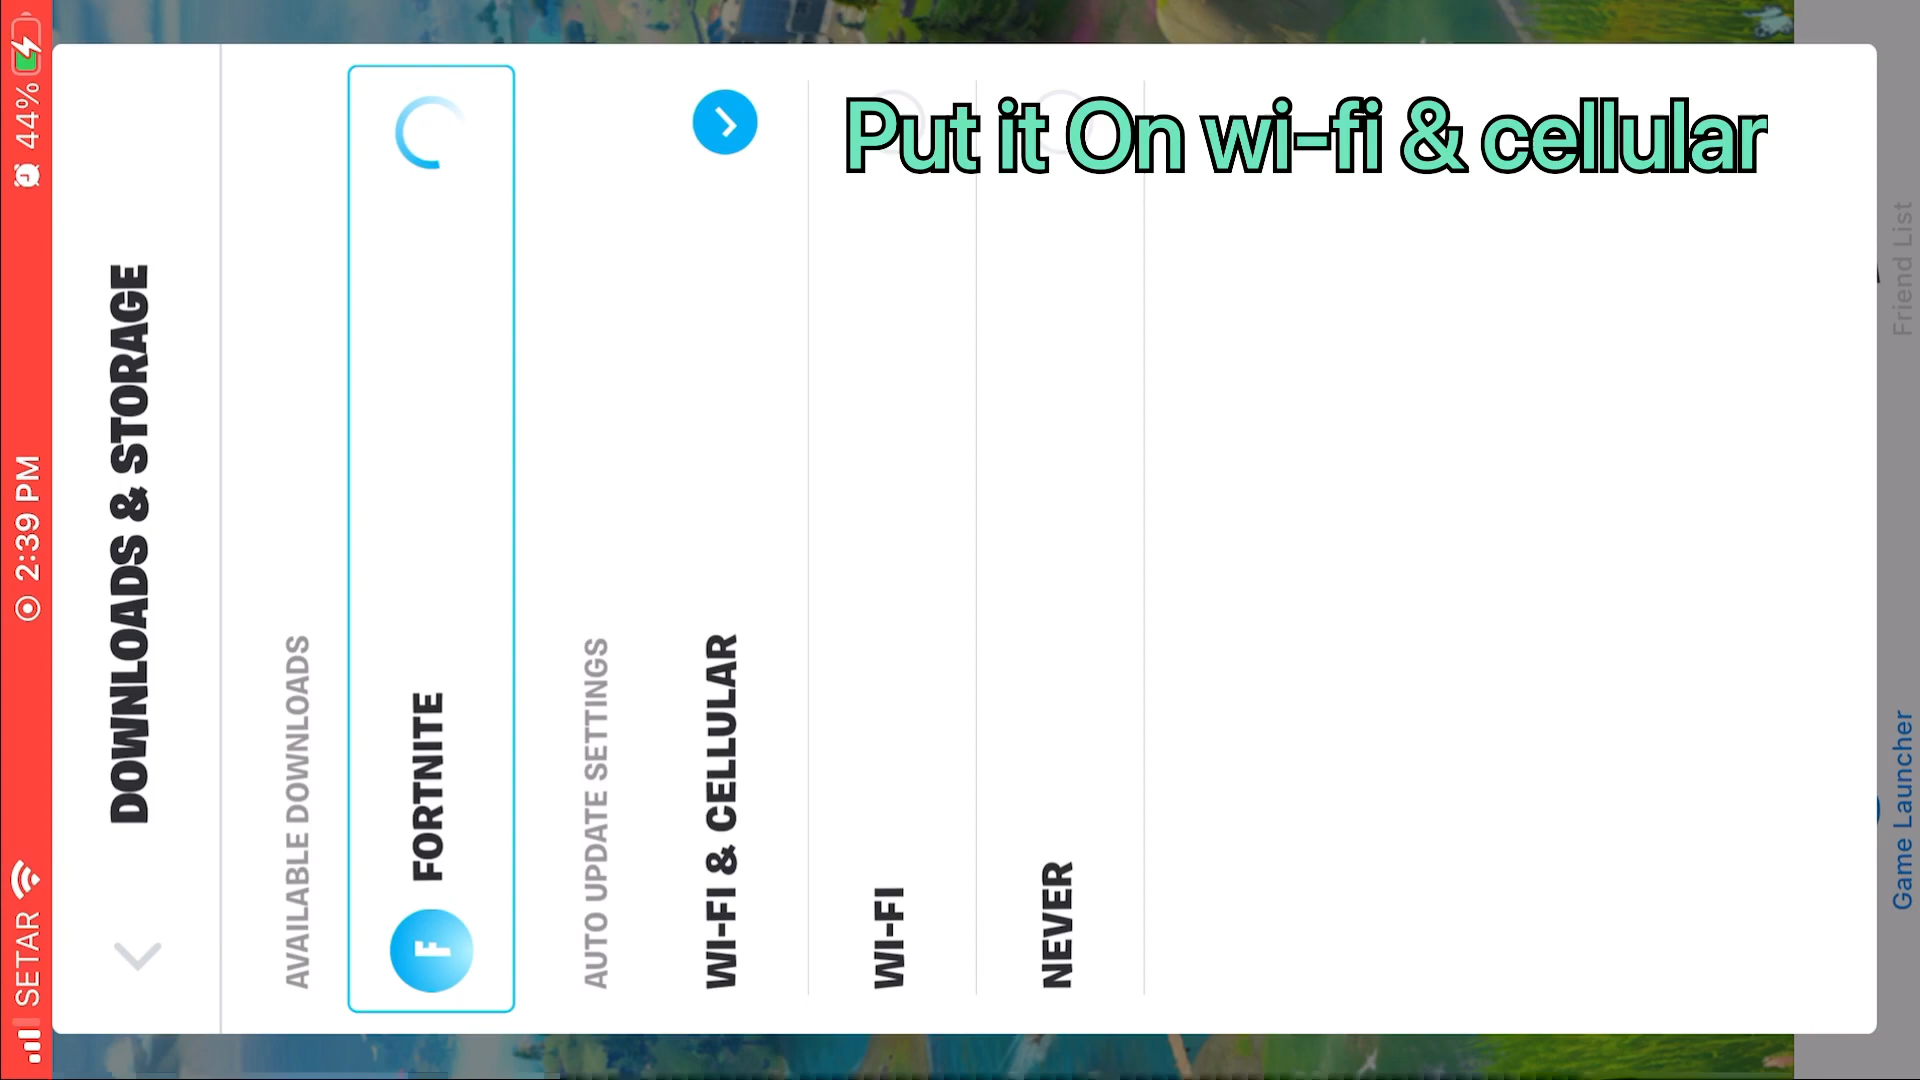 SETAR
2:39 PM
44%
DOWNLOADS & STORAGE
AVAILABLE DOWNLOADS
F FORTNITE
AUTO UPDATE SETTINGS
WI-FI & CELLULAR
WI-FI
NEVER
Put it On wi-fi & cellular
Game Launcher
Friend List